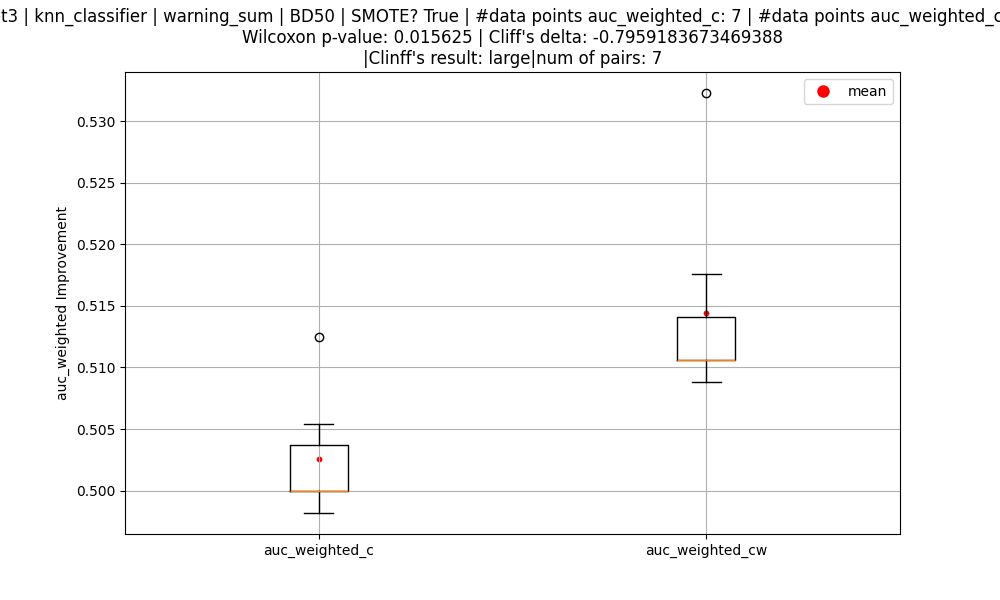 t3 | knn_classifier | warning_sum | BD50 | SMOTE? True | #data points auc_weighted_c: 7 | #data points auc_weighted_c
Wilcoxon p-value: 0.015625 | Cliff's delta: -0.7959183673469388
|Clinff's result: large|num of pairs: 7
mean
0.530
0.525
0.520
0.515
0.510
0.505
0.500
auc_weighted Improvement
auc_weighted_c
auc_weighted_cw